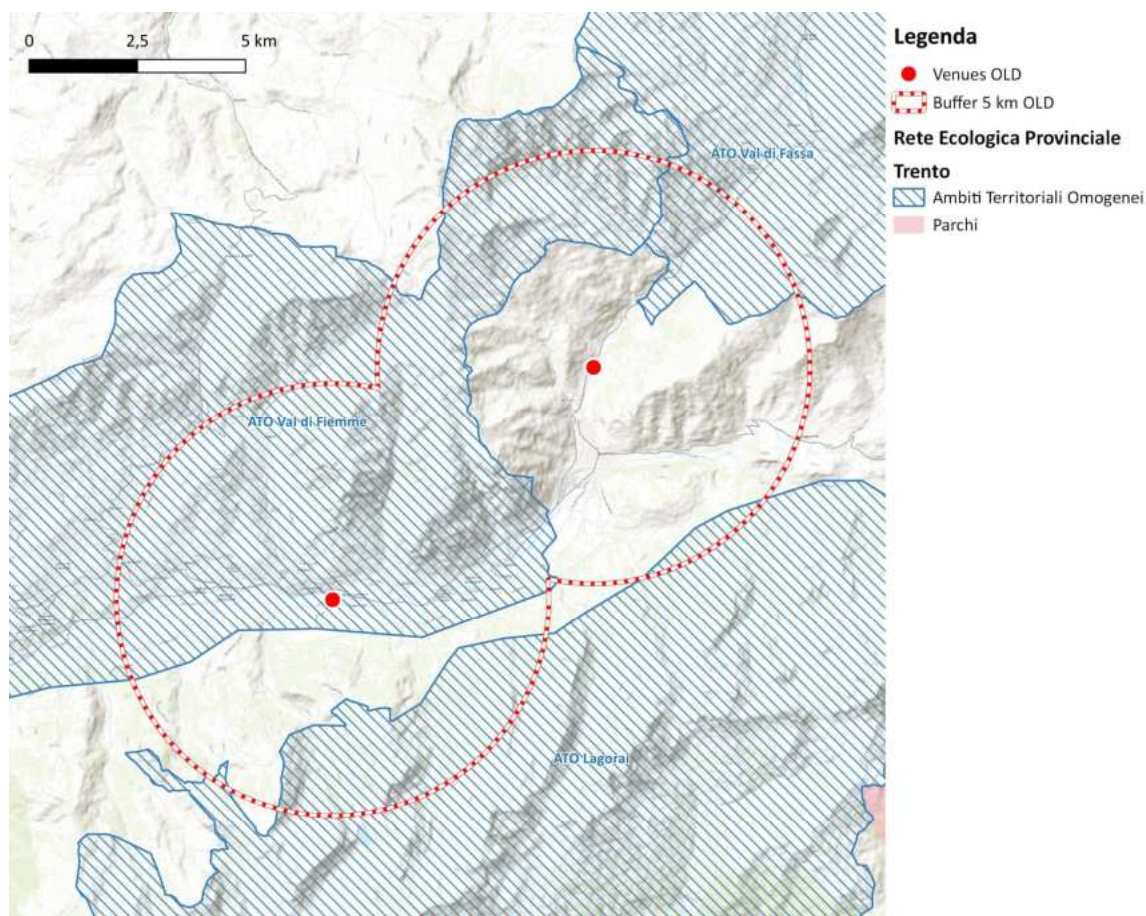 0
2,5
5 km
Legenda
Venues OLD
Buffer 5 km OLD
Rete Ecologica Provinciale
Trento
Ambiti Territoriali Omogenei
Parchi
ATO Val di Fassa
ATO Val di Fiemme
ATO Lagorai